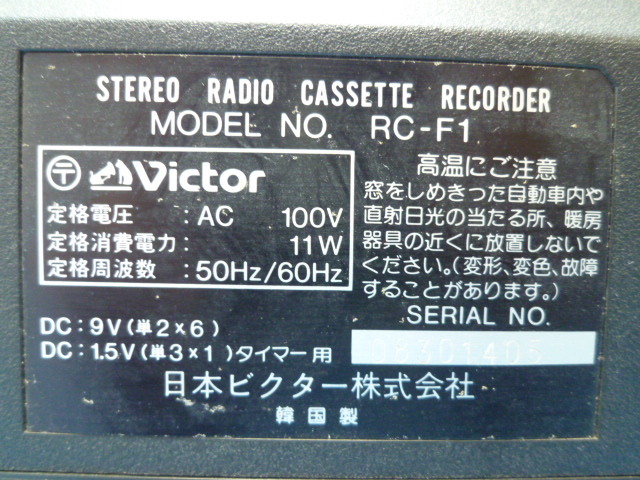 STEREO RADIO CASSETTE RECORDER
MODEL NO. RC-F1
〒 Victor
定格電圧 : AC 100V
定格消費電力 : 11W
定格周波数 : 50Hz/60Hz
高温にご注意
窓をしめきった自動車内や
直射日光の当たる所、暖房
器具の近くに放置しないで
ください。(変形、変色、故障
することがあります。)
SERIAL NO.
DC : 9V (単2×6)
DC : 1.5V (単3×1) タイマー用
日本ビクター株式会社
韓国製